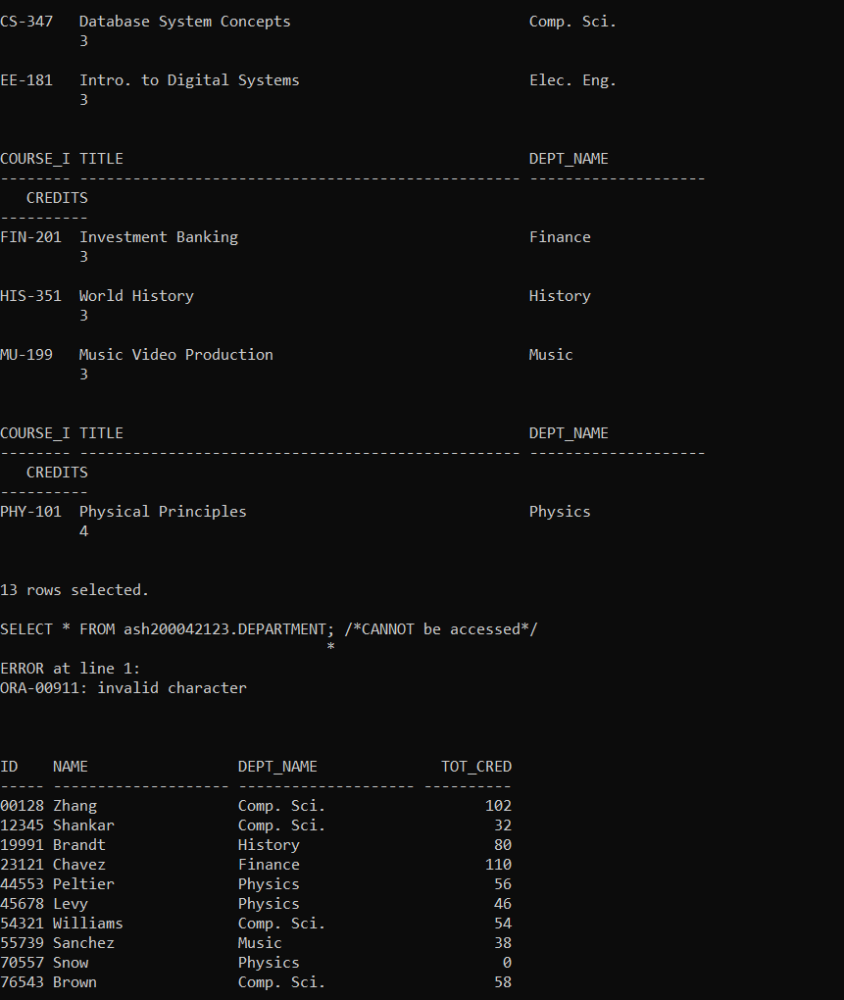 CS-347   Database System Concepts                           Comp. Sci.
         3
EE-181   Intro. to Digital Systems                          Elec. Eng.
         3
COURSE_I TITLE                                              DEPT_NAME
-------- -------------------------------------------------- --------------------
   CREDITS
----------
FIN-201  Investment Banking                                 Finance
         3
HIS-351  World History                                      History
         3
MU-199   Music Video Production                             Music
         3
COURSE_I TITLE                                              DEPT_NAME
-------- -------------------------------------------------- --------------------
   CREDITS
----------
PHY-101  Physical Principles                                Physics
         4
13 rows selected.
SELECT * FROM ash200042123.DEPARTMENT; /*CANNOT be accessed*/
                                     *
ERROR at line 1:
ORA-00911: invalid character
ID    NAME                 DEPT_NAME              TOT_CRED
----- -------------------- -------------------- ----------
00128 Zhang                Comp. Sci.                  102
12345 Shankar              Comp. Sci.                   32
19991 Brandt               History                      80
23121 Chavez               Finance                     110
44553 Peltier              Physics                      56
45678 Levy                 Physics                      46
54321 Williams             Comp. Sci.                   54
55739 Sanchez              Music                        38
70557 Snow                 Physics                       0
76543 Brown                Comp. Sci.                   58